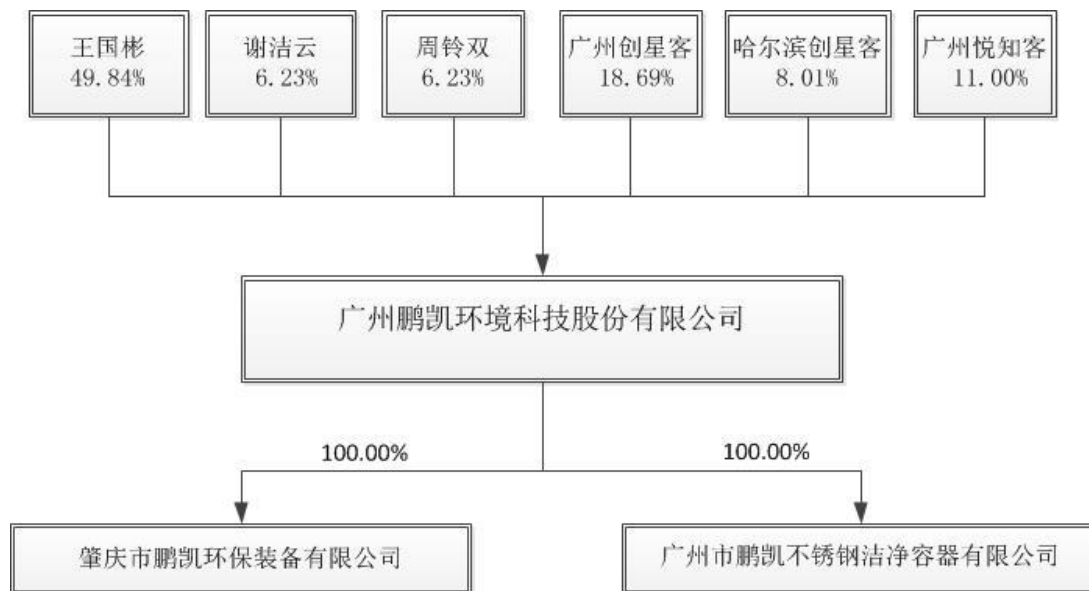 王国彬
49.84%
谢洁云
6.23%
周铃双
6.23%
广州创星客
18.69%
哈尔滨创星客
8.01%
广州悦知客
11.00%
广州鹏凯环境科技股份有限公司
100.00%
100.00%
肇庆市鹏凯环保装备有限公司
广州市鹏凯不锈钢洁净容器有限公司